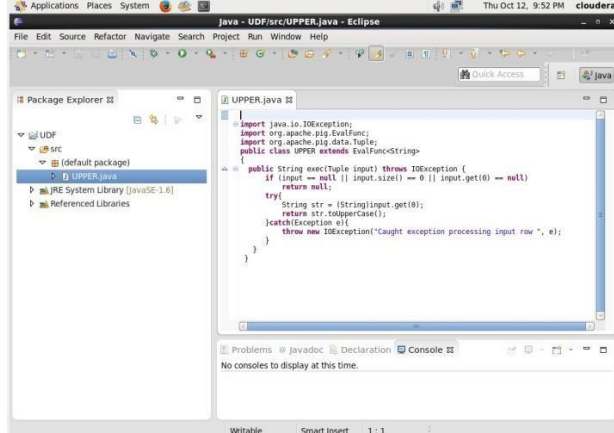 Applications Places System Thu Oct 12, 9:52 PM cloudera
Java - UDF/src/UPPER.java - Eclipse
File Edit Source Refactor Navigate Search Project Run Window Help
Quick Access Java
Package Explorer
UDF
src
(default package)
UPPER.java
JRE System Library [JavaSE-1.6]
Referenced Libraries
UPPER.java
import java.io.IOException;
import org.apache.pig.EvalFunc;
import org.apache.pig.data.Tuple;
public class UPPER extends EvalFunc<String>
{
public String exec(Tuple input) throws IOException {
if (input == null || input.size() == 0 || input.get(0) == null)
return null;
try{
String str = (String)input.get(0);
return str.toUpperCase();
}catch(Exception e){
throw new IOException("Caught exception processing input row ", e);
}
}
}
Problems Javadoc Declaration Console
No consoles to display at this time.
Writable Smart Insert 1 : 1